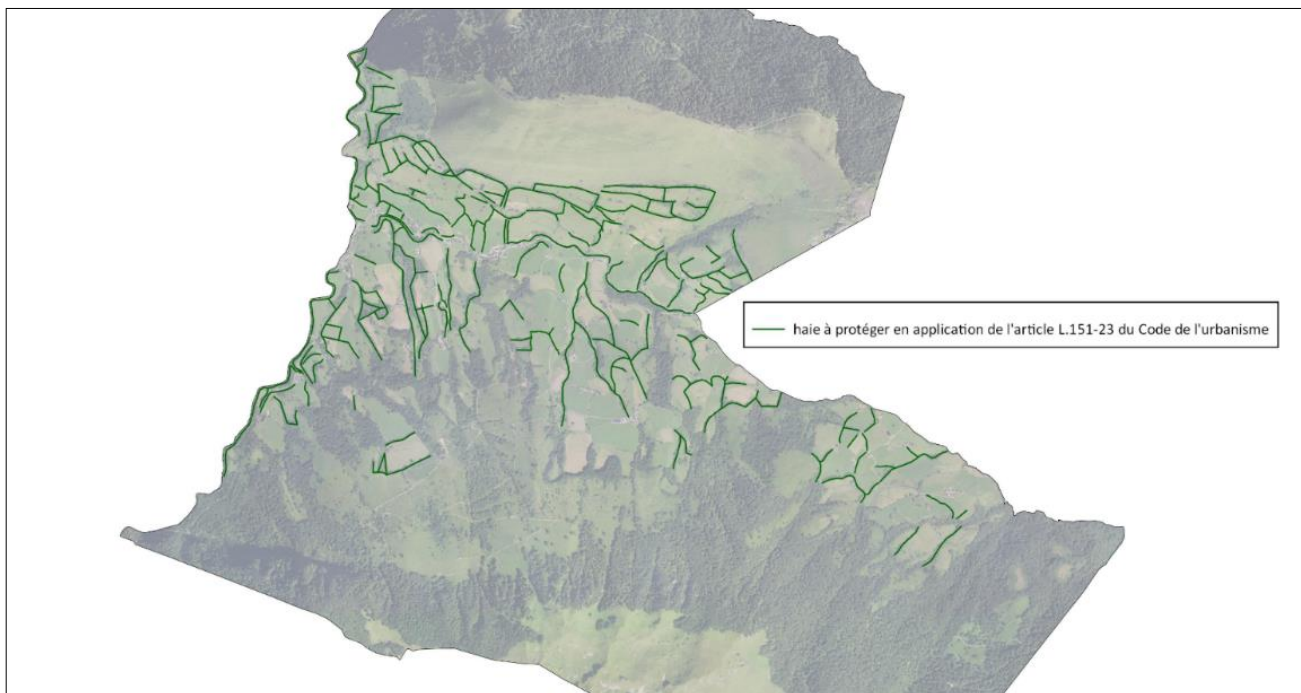 haie à protéger en application de l'article L.151-23 du Code de l'urbanisme